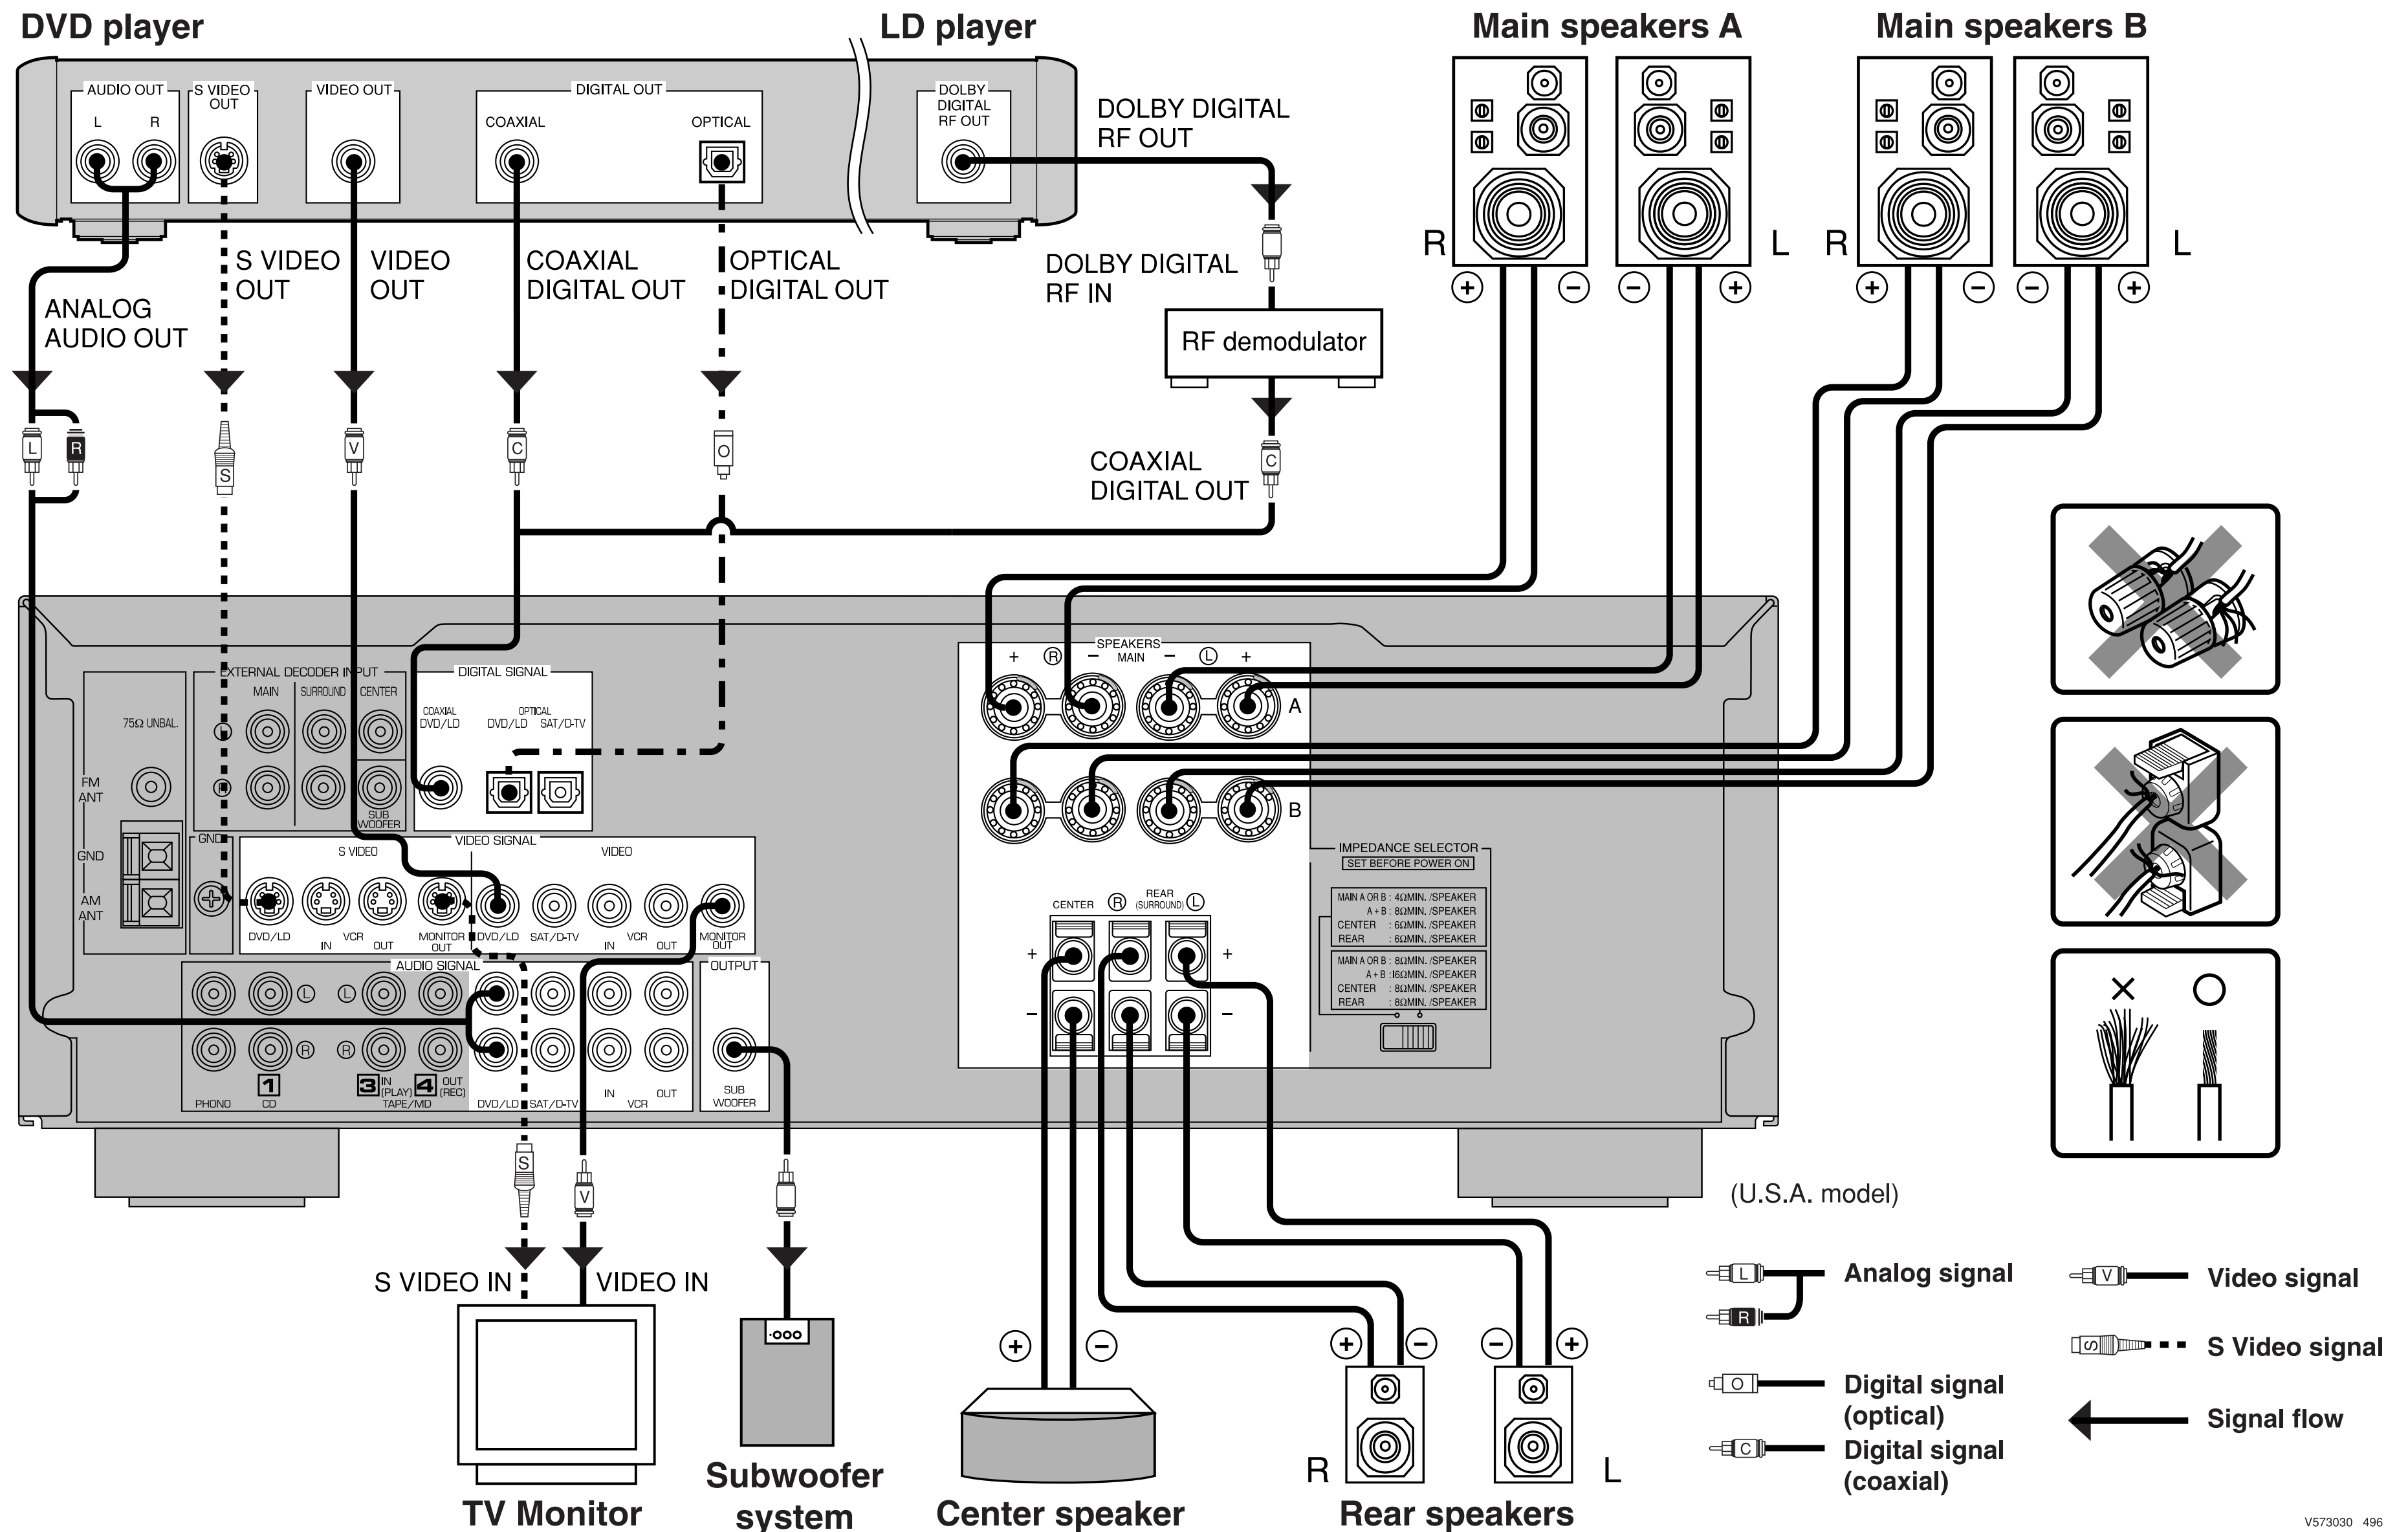 DVD player
LD player
Main speakers A
Main speakers B
AUDIO OUT
L R
S VIDEO
OUT
VIDEO OUT
DIGITAL OUT
COAXIAL
OPTICAL
DOLBY
DIGITAL
RF OUT
DOLBY DIGITAL
RF OUT
R
L
R
L
+ −
− +
+ −
− +
S VIDEO
OUT
VIDEO
OUT
COAXIAL
DIGITAL OUT
OPTICAL
DIGITAL OUT
DOLBY DIGITAL
RF IN
ANALOG
AUDIO OUT
RF demodulator
L
R
S
V
C
O
C
COAXIAL
DIGITAL OUT
EXTERNAL DECODER INPUT
MAIN
SURROUND
CENTER
L
R
SUB
WOOFER
75Ω UNBAL.
FM
ANT
GND
AM
ANT
GND
DIGITAL SIGNAL
COAXIAL
DVD/LD
OPTICAL
DVD/LD SAT/D-TV
SPEAKERS
MAIN
+ R − − L +
A
B
VIDEO SIGNAL
S VIDEO
VIDEO
DVD/LD
IN
VCR
OUT
MONITOR
OUT
DVD/LD
SAT/D-TV
IN
VCR
OUT
MONITOR
OUT
IMPEDANCE SELECTOR
SET BEFORE POWER ON
MAIN A OR B : 4ΩMIN. /SPEAKER
A + B : 8ΩMIN. /SPEAKER
CENTER : 6ΩMIN. /SPEAKER
REAR : 6ΩMIN. /SPEAKER
MAIN A OR B : 8ΩMIN. /SPEAKER
A + B : 16ΩMIN. /SPEAKER
CENTER : 8ΩMIN. /SPEAKER
REAR : 8ΩMIN. /SPEAKER
CENTER
R
REAR
(SURROUND)
L
+ +
− −
AUDIO SIGNAL
OUTPUT
L L
R R
PHONO
1
CD
3 IN
(PLAY)
4 OUT
(REC)
TAPE/MD
DVD/LD
SAT/D-TV
IN
VCR
OUT
SUB
WOOFER
S
V
(U.S.A. model)
S VIDEO IN
VIDEO IN
+ −
+ −
− +
R
L
TV Monitor
Subwoofer
system
Center speaker
Rear speakers
L
R
Analog signal
O
Digital signal
(optical)
C
Digital signal
(coaxial)
V
Video signal
S
S Video signal
Signal flow
V573030 496